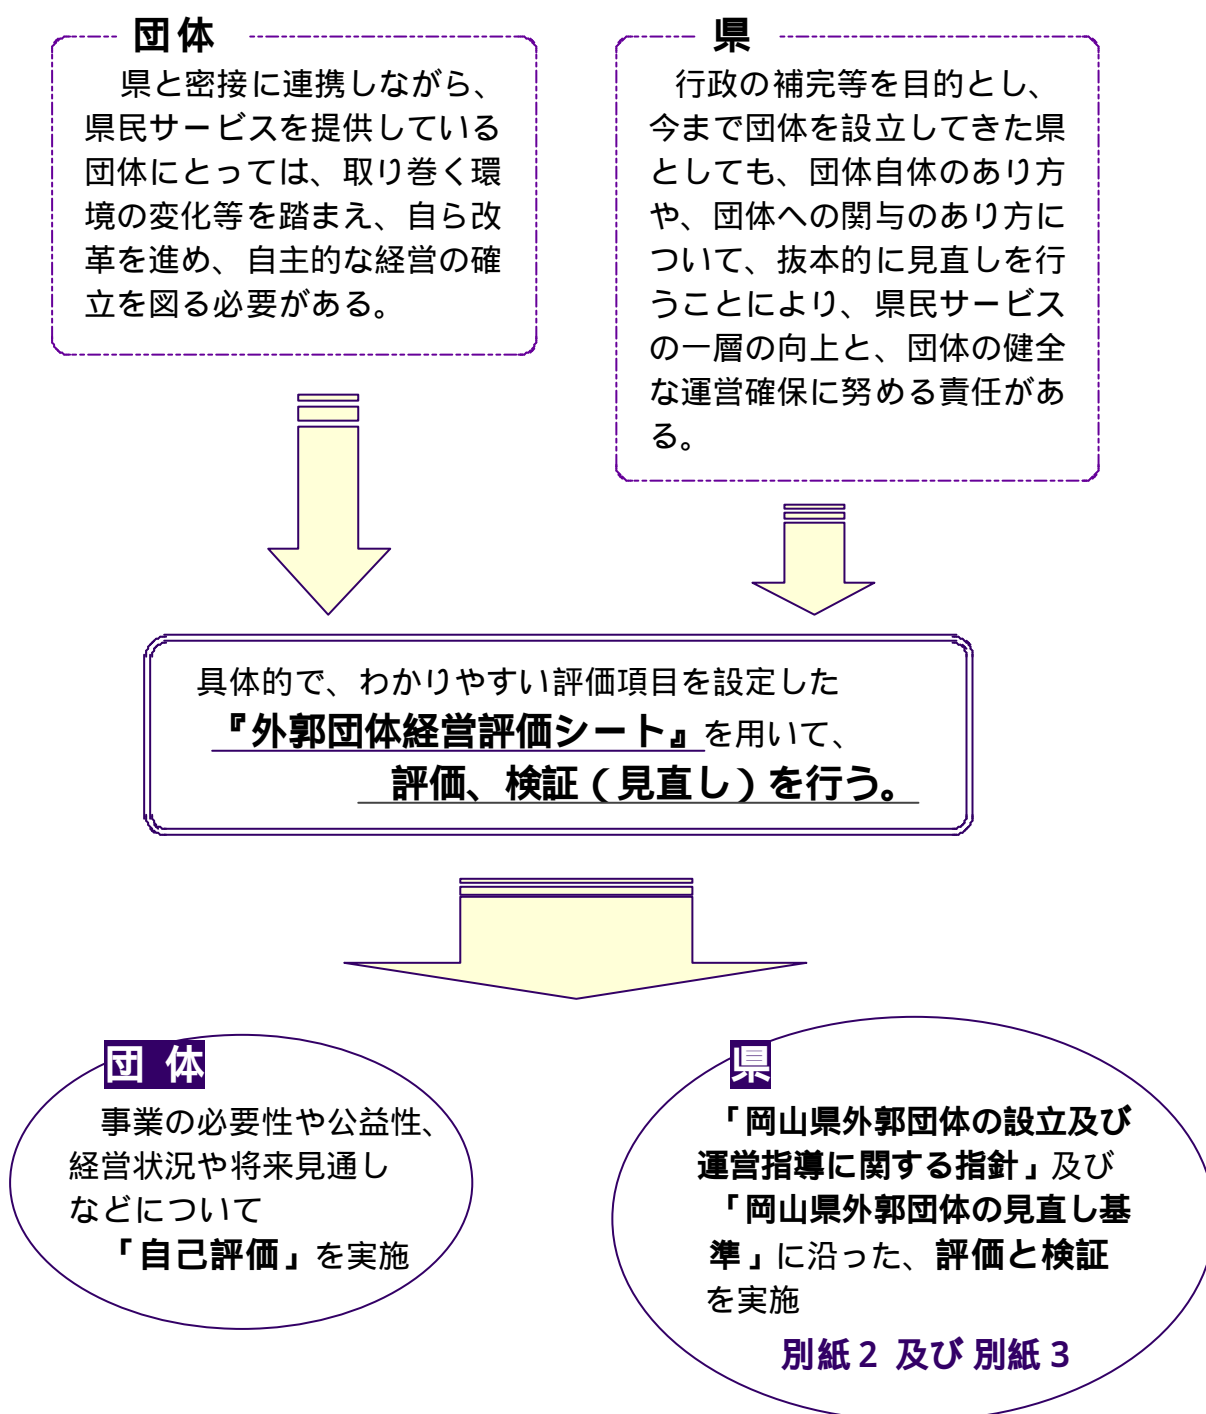 団体
県と密接に連携しながら、
県民サービスを提供している
団体にとっては、取り巻く環
境の変化等を踏まえ、自ら改
革を進め、自主的な経営の確
立を図る必要がある。
県
行政の補完等を目的とし、
今まで団体を設立してきた県
としても、団体自体のあり方
や、団体への関与のあり方に
ついて、抜本的に見直しを行
うことにより、県民サービス
の一層の向上と、団体の健全
な運営確保に努める責任があ
る。
具体的で、わかりやすい評価項目を設定した
『外郭団体経営評価シート』を用いて、
評価、検証(見直し)を行う。
団 体
事業の必要性や公益性、
経営状況や将来見通し
などについて
「自己評価」を実施
県
「岡山県外郭団体の設立及び
運営指導に関する指針」及び
「岡山県外郭団体の見直し基
準」に沿った、評価と検証
を実施
別紙2 及び 別紙3